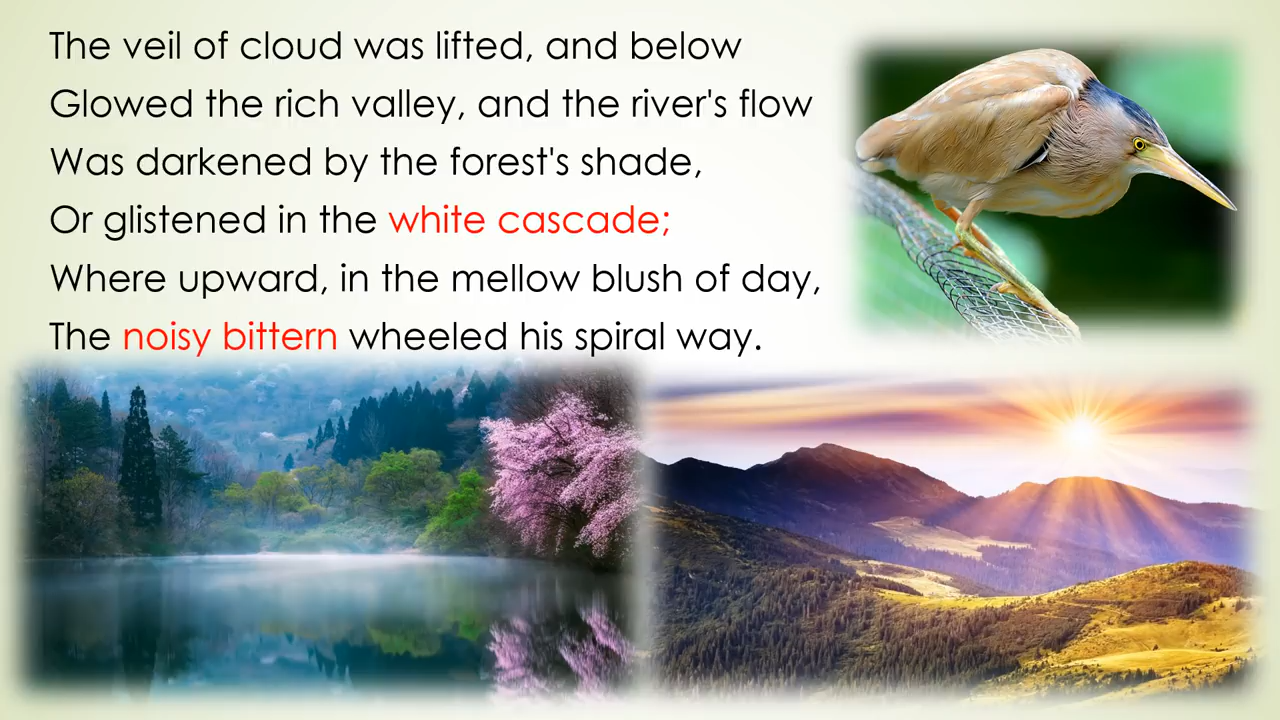 The veil of cloud was lifted, and below
Glowed the rich valley, and the river's flow
Was darkened by the forest's shade,
Or glistened in the white cascade;
Where upward, in the mellow blush of day,
The noisy bittern wheeled his spiral way.